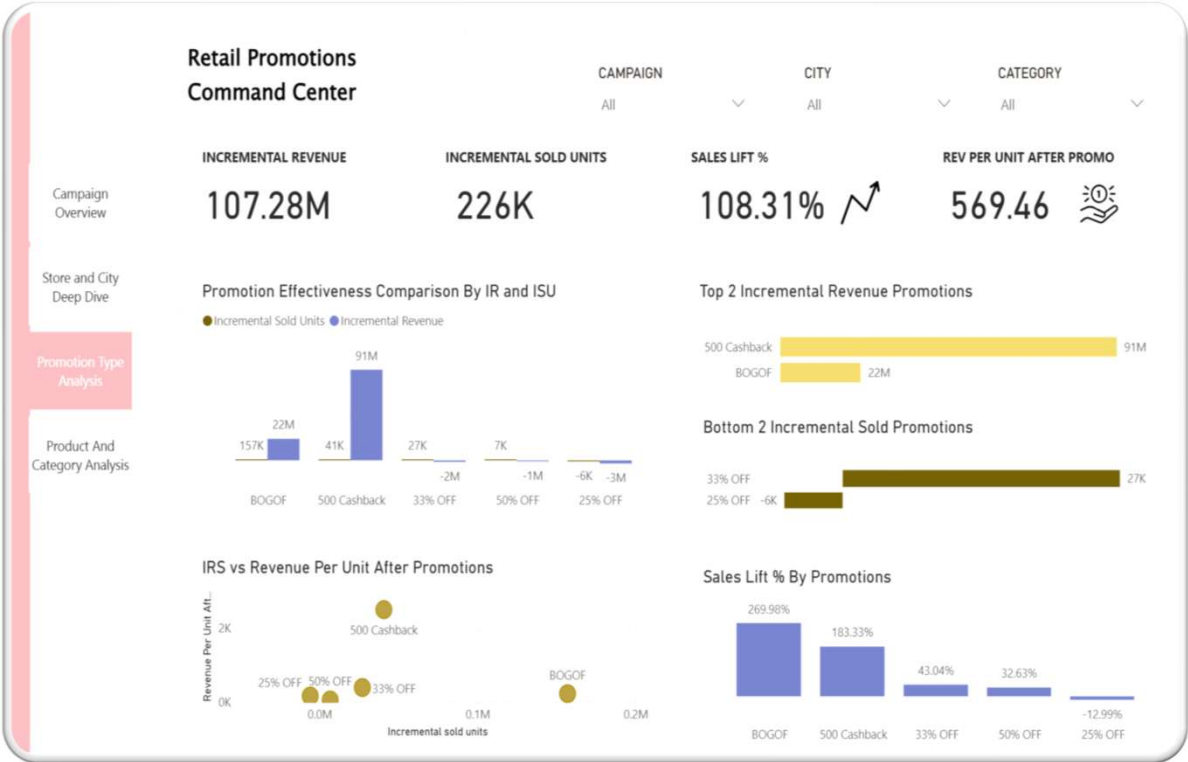 Retail Promotions
Command Center
CAMPAIGN
All
CITY
All
CATEGORY
All
Campaign
Overview
Store and City
Deep Dive
Promotion Type
Analysis
Product And
Category Analysis
INCREMENTAL REVENUE
107.28M
INCREMENTAL SOLD UNITS
226K
SALES LIFT %
108.31%
REV PER UNIT AFTER PROMO
569.46
1
Promotion Effectiveness Comparison By IR and ISU
Incremental Sold Units Incremental Revenue
91M
22M
157K 41K 27K 7K
-2M -1M -6K -3M
BOGOF 500 Cashback 33% OFF 50% OFF 25% OFF
Top 2 Incremental Revenue Promotions
500 Cashback 91M
BOGOF 22M
Bottom 2 Incremental Sold Promotions
33% OFF 27K
25% OFF -6K
IRS vs Revenue Per Unit After Promotions
Revenue Per Unit Aft...
2K
0K
500 Cashback
25% OFF 50% OFF 33% OFF
BOGOF
0.0M 0.1M 0.2M
Incremental sold units
Sales Lift % By Promotions
269.98%
183.33%
43.04%
32.63%
-12.99%
BOGOF 500 Cashback 33% OFF 50% OFF 25% OFF